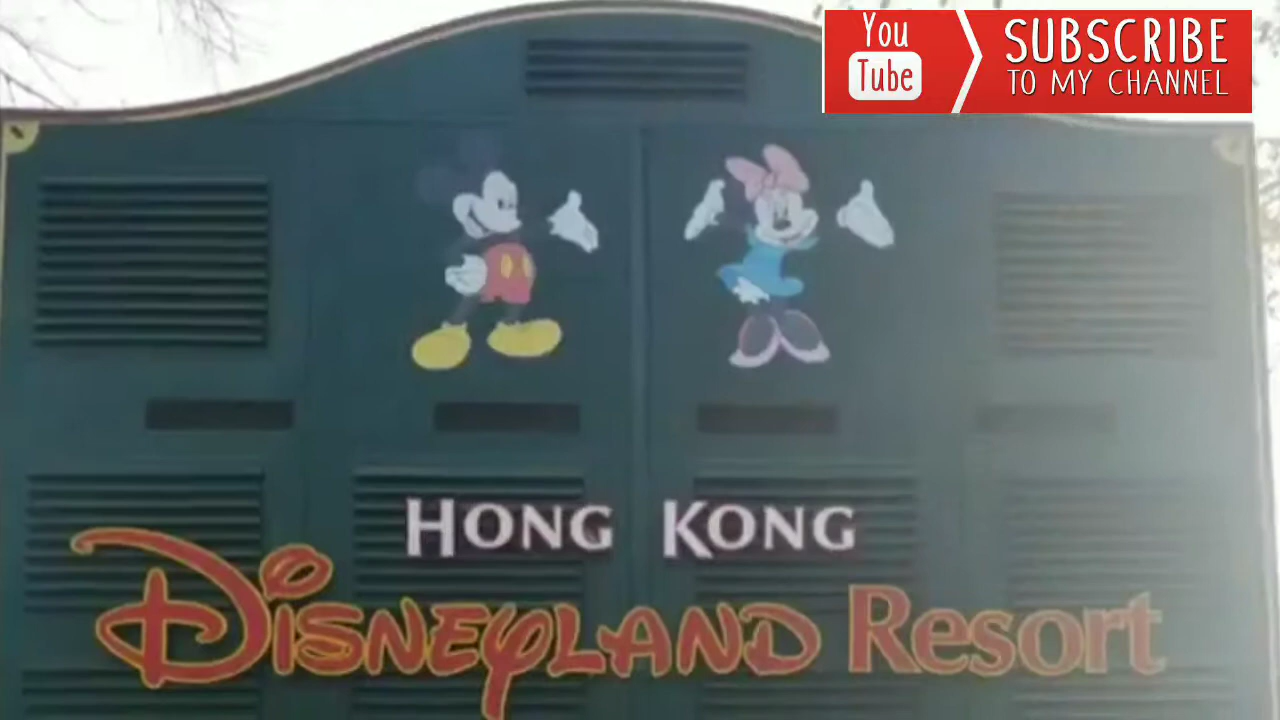 You
Tube
SUBSCRIBE
TO MY CHANNEL
HONG KONG
DISNEYLAND Resort